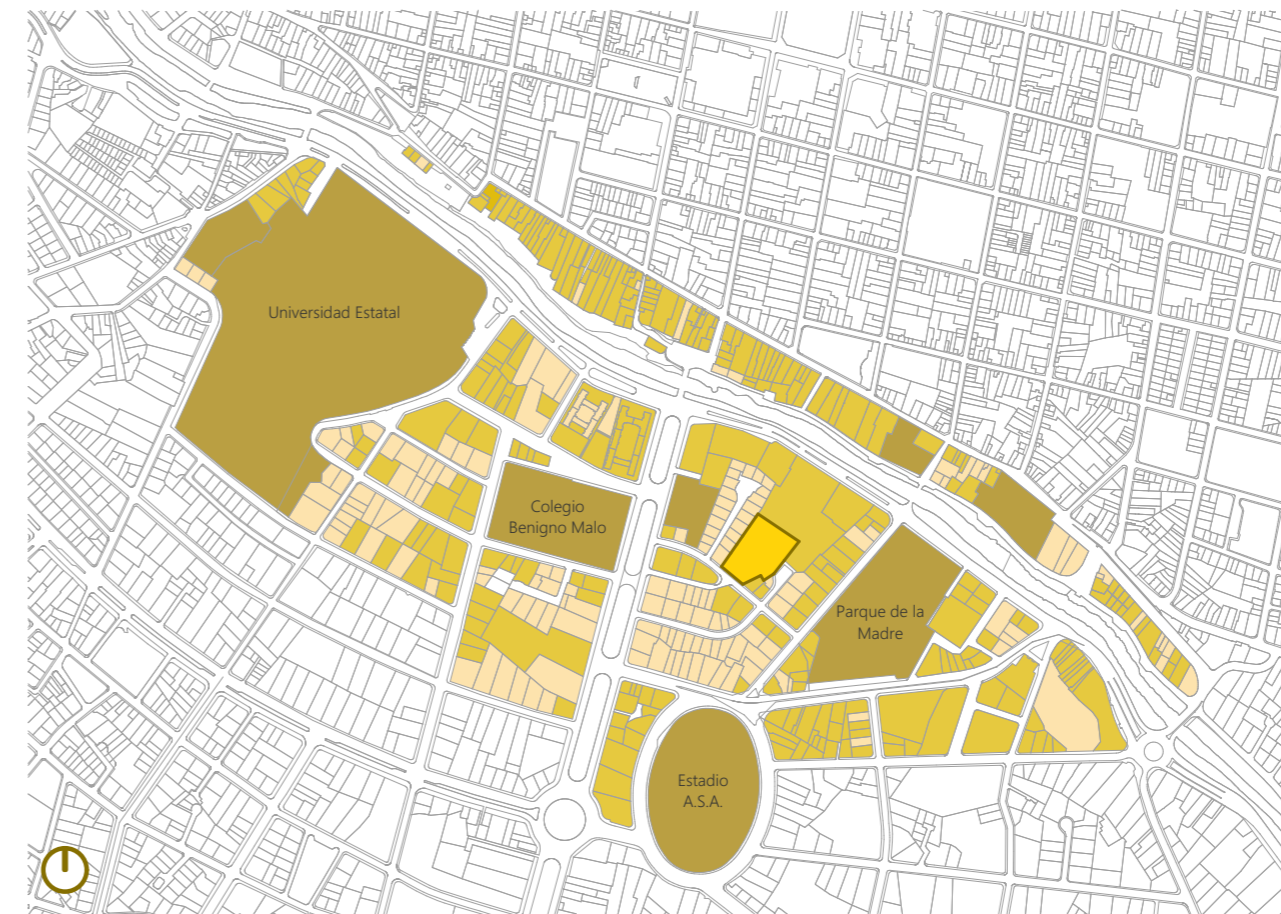 Universidad Estatal
Colegio
Benigno Malo
Parque de la
Madre
Estadio
A.S.A.